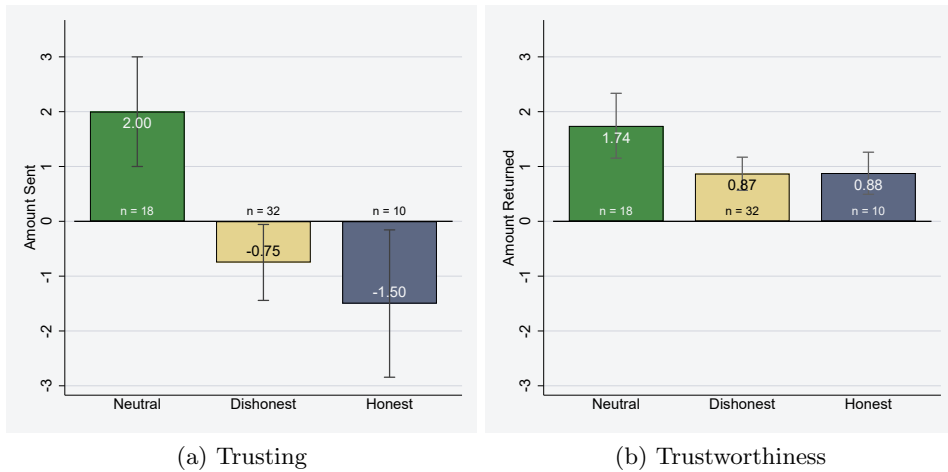 Amount Sent
3
2
1
0
-1
-2
-3
2.00
-0.75
-1.50
n = 18
n = 32
n = 10
Neutral
Dishonest
Honest
(a) Trusting
Amount Returned
3
2
1
0
-1
-2
-3
1.74
0.87
0.88
n = 18
n = 32
n = 10
Neutral
Dishonest
Honest
(b) Trustworthiness